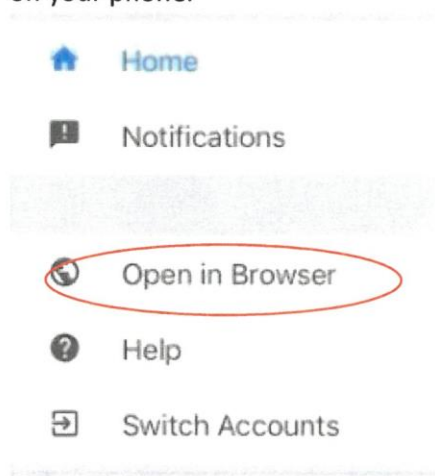 on your phone.
Home
Notifications
Open in Browser
Help
Switch Accounts